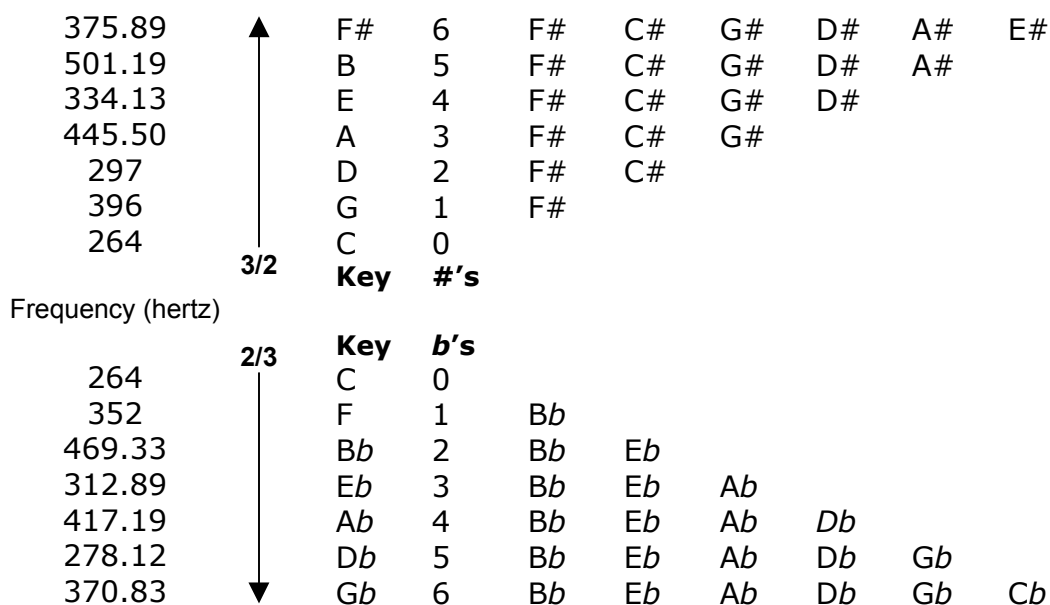 375.89 F# 6 F# C# G# D# A# E#
501.19 B 5 F# C# G# D# A#
334.13 E 4 F# C# G# D#
445.50 A 3 F# C# G#
297 D 2 F# C#
396 G 1 F#
264 C 0
3/2 Key #'s
Frequency (hertz)
2/3 Key b's
264 C 0
352 F 1 Bb
469.33 Bb 2 Bb Eb
312.89 Eb 3 Bb Eb Ab
417.19 Ab 4 Bb Eb Ab Db
278.12 Db 5 Bb Eb Ab Db Gb
370.83 Gb 6 Bb Eb Ab Db Gb Cb